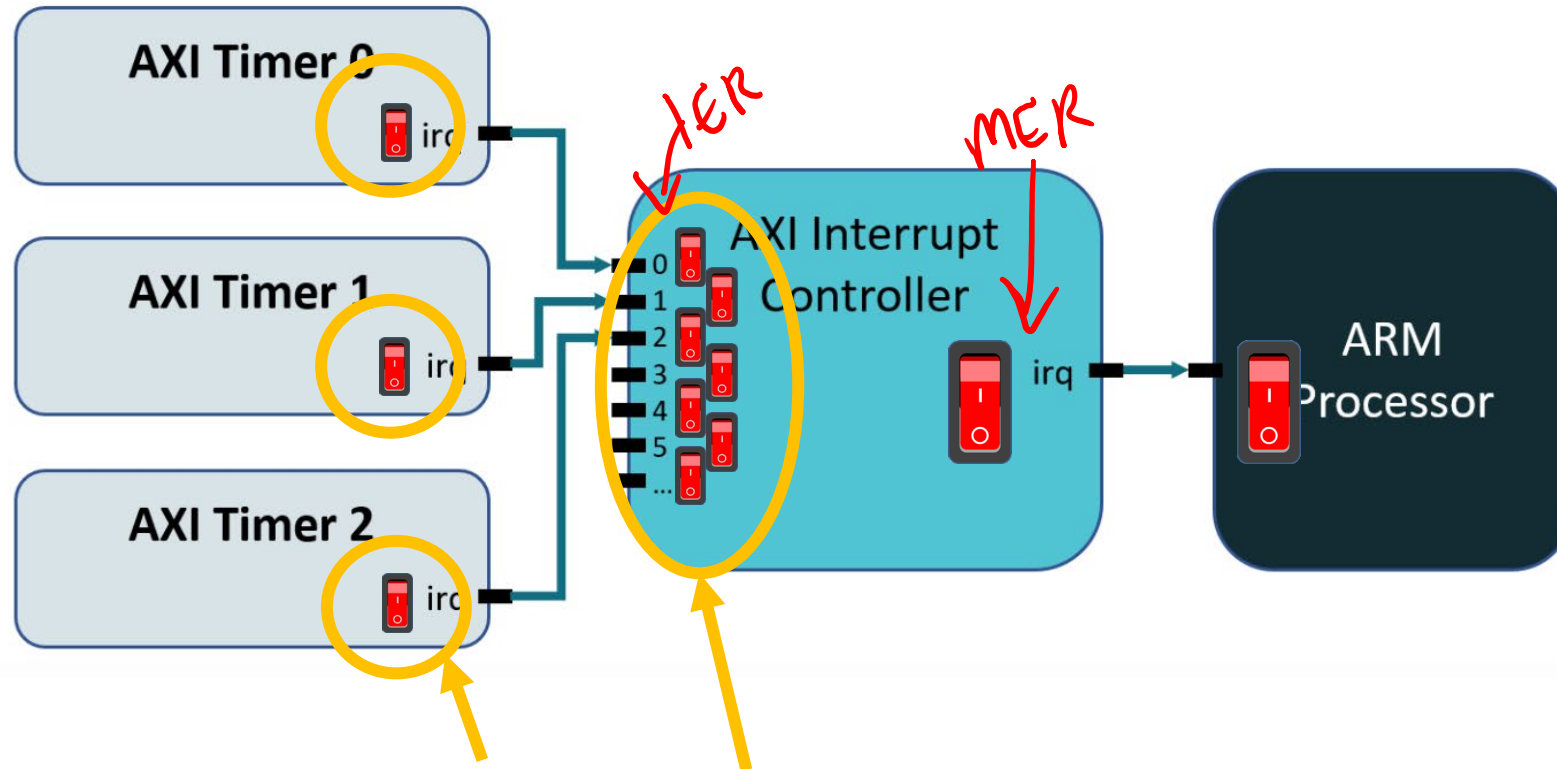 AXI Timer 0
irq
AXI Timer 1
irq
AXI Timer 2
irq
IER
MER
AXI Interrupt
Controller
0
1
2
3
4
5
...
irq
ARM
Processor